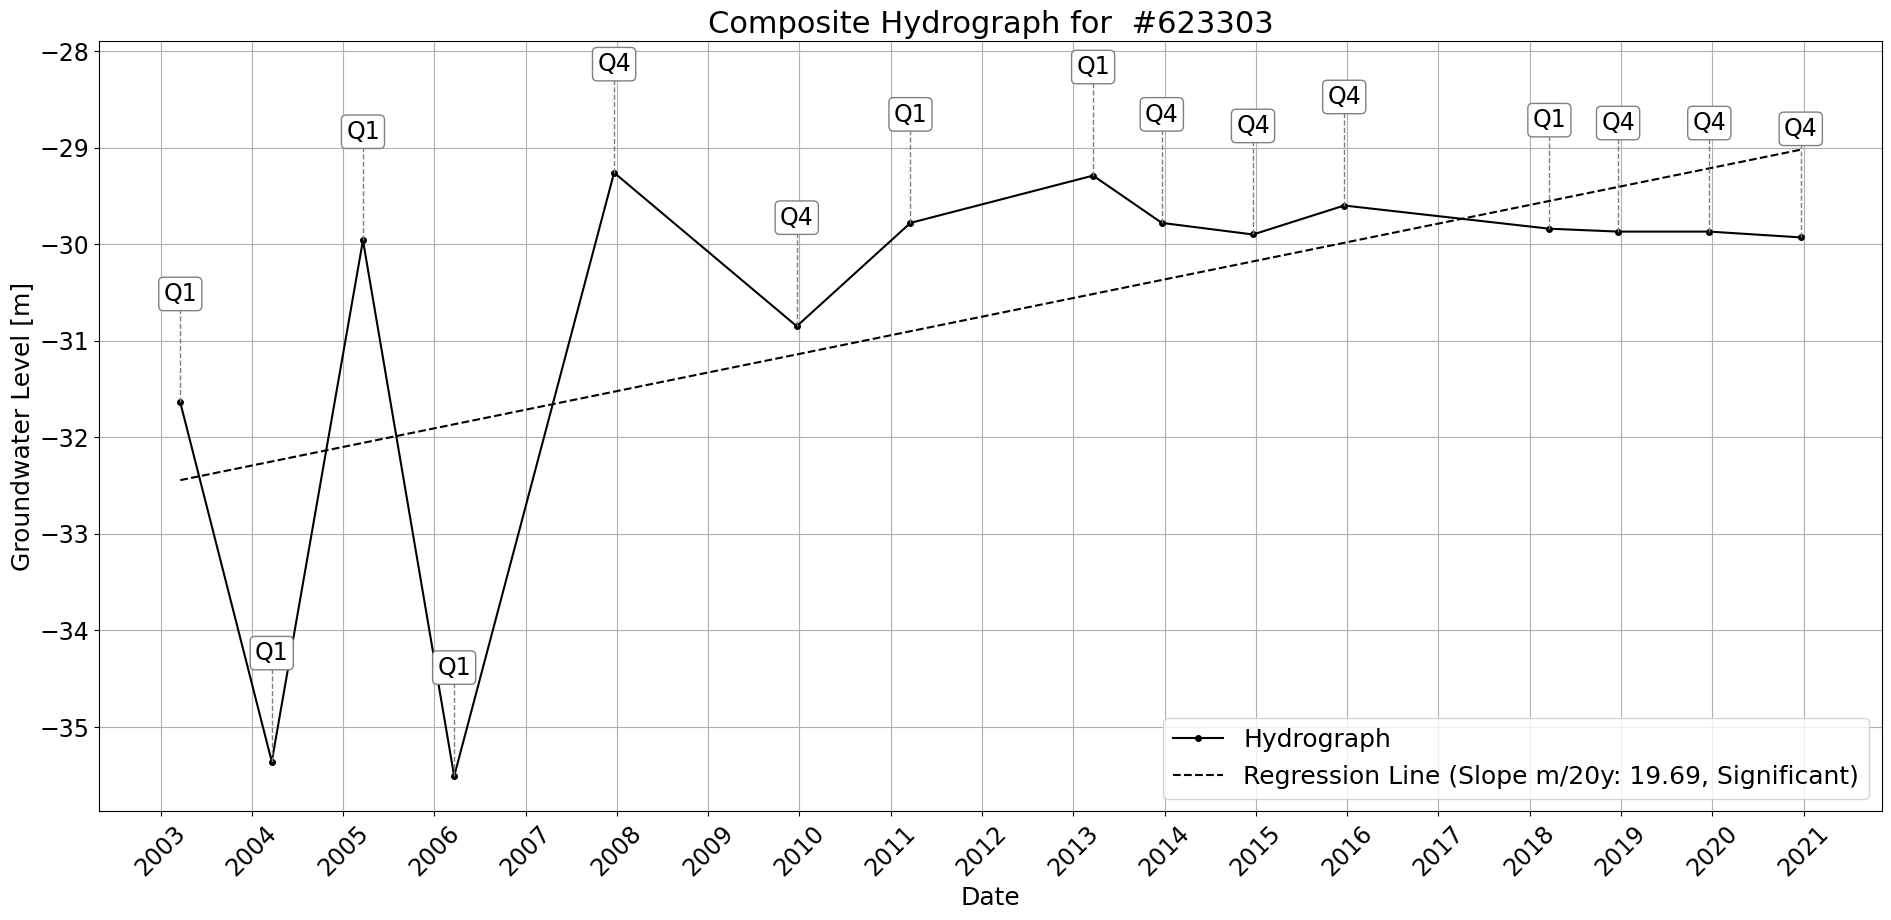 Composite Hydrograph for  #623303
Groundwater Level [m]
−28
−29
−30
−31
−32
−33
−34
−35
Q1
Q1
Q1
Q1
Q4
Q4
Q1
Q1
Q4
Q4
Q4
Q1
Q4
Q4
Q4
Hydrograph
Regression Line (Slope m/20y: 19.69, Significant)
2003
2004
2005
2006
2007
2008
2009
2010
2011
2012
2013
2014
2015
2016
2017
2018
2019
2020
2021
Date